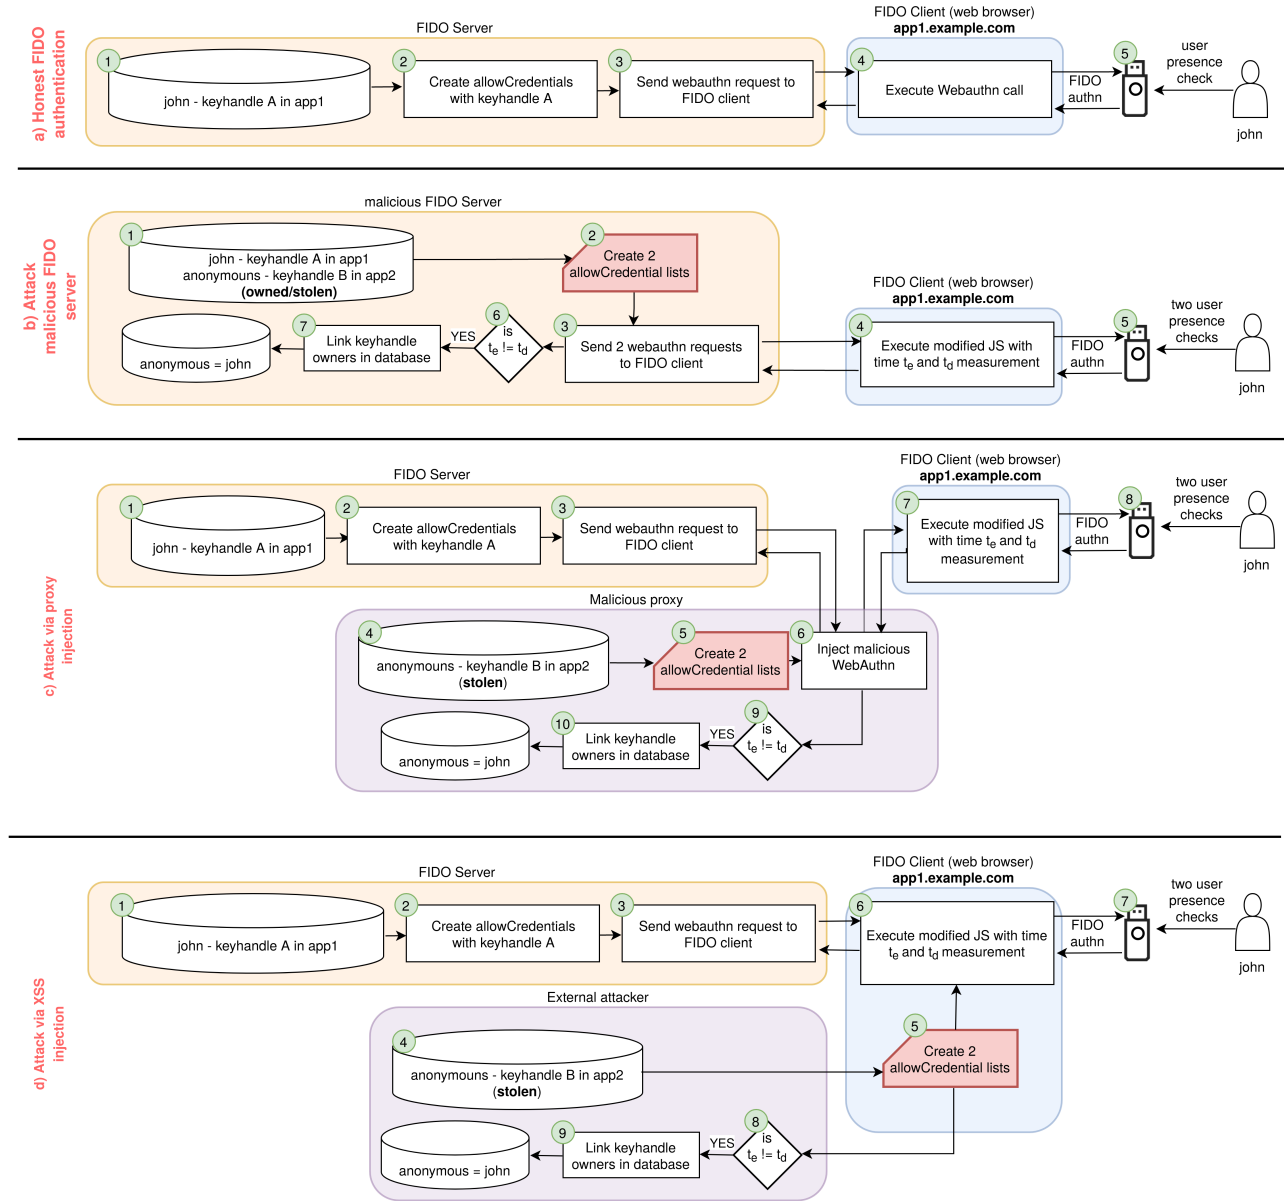 FIDO Server
FIDO Client (web browser)
app1.example.com
a) Honest FIDO
authentication
1
john - keyhandle A in app1
2
Create allowCredentials
with keyhandle A
3
Send webauthn request to
FIDO client
4
Execute Webauthn call
FIDO
authn
5
user
presence
check
john
malicious FIDO Server
b) Attack
malicious FIDO
server
1
john - keyhandle A in app1
anonymouns - keyhandle B in app2
(owned/stolen)
2
Create 2
allowCredential lists
FIDO Client (web browser)
app1.example.com
anonymous = john
7
Link keyhandle
owners in database
YES
6
is
te != td
3
Send 2 webauthn requests
to FIDO client
4
Execute modified JS with
time te and td measurement
FIDO
authn
5
two user
presence
checks
john
FIDO Server
FIDO Client (web browser)
app1.example.com
c) Attack via proxy
injection
1
john - keyhandle A in app1
2
Create allowCredentials
with keyhandle A
3
Send webauthn request to
FIDO client
7
Execute modified JS
with time te and td
measurement
FIDO
authn
8
two user
presence
checks
john
Malicious proxy
4
anonymouns - keyhandle B in app2
(stolen)
5
Create 2
allowCredential lists
6
Inject malicious
WebAuthn
anonymous = john
10
Link keyhandle
owners in database
YES
9
is
te != td
FIDO Server
FIDO Client (web browser)
app1.example.com
d) Attack via XSS
injection
1
john - keyhandle A in app1
2
Create allowCredentials
with keyhandle A
3
Send webauthn request to
FIDO client
6
Execute modified JS with time
te and td measurement
FIDO
authn
7
two user
presence
checks
john
External attacker
4
anonymouns - keyhandle B in app2
(stolen)
5
Create 2
allowCredential lists
anonymous = john
9
Link keyhandle
owners in database
YES
8
is
te != td